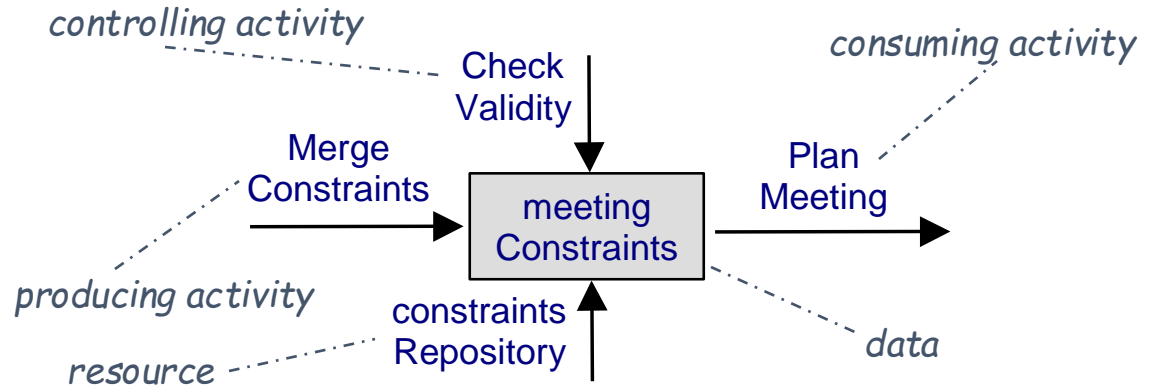 controlling activity
consuming activity
Check
Validity
Merge
Constraints
Plan
Meeting
meeting
Constraints
producing activity
constraints
Repository
data
resource